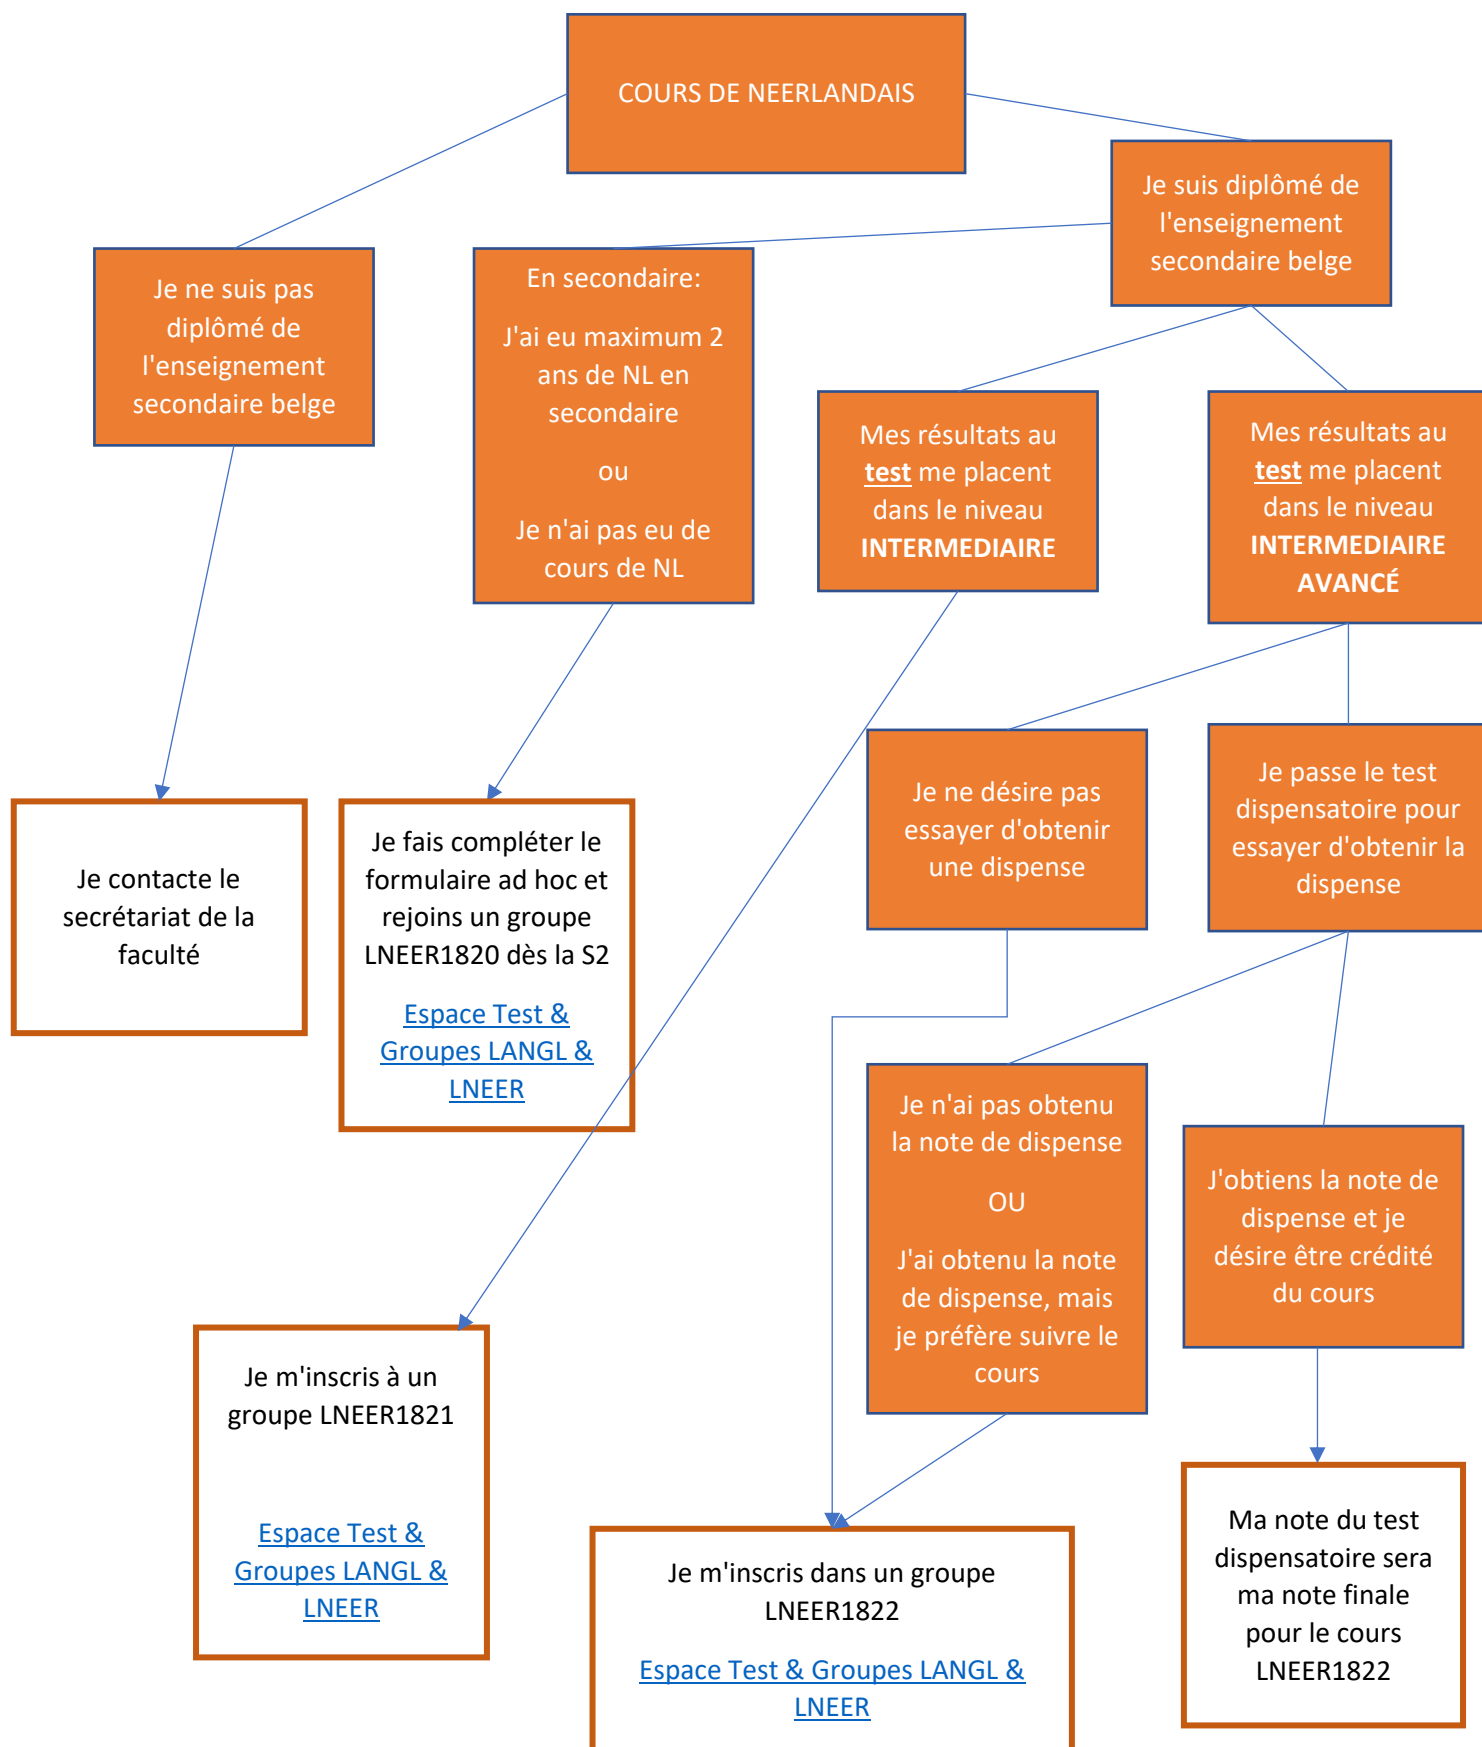 COURS DE NEERLANDAIS
Je suis diplômé de
l'enseignement
secondaire belge
Je ne suis pas
diplômé de
l'enseignement
secondaire belge
En secondaire:
J'ai eu maximum 2
ans de NL en
secondaire
ou
Je n'ai pas eu de
cours de NL
Mes résultats au
test me placent
dans le niveau
INTERMEDIAIRE
Mes résultats au
test me placent
dans le niveau
INTERMEDIAIRE
AVANCÉ
Je ne désire pas
essayer d'obtenir
une dispense
Je passe le test
dispensatoire pour
essayer d'obtenir la
dispense
Je contacte le
secrétariat de la
faculté
Je fais compléter le
formulaire ad hoc et
rejoins un groupe
LNEER1820 dès la S2
Espace Test &
Groupes LANGL &
LNEER
Je n'ai pas obtenu
la note de dispense
OU
J'ai obtenu la note
de dispense, mais
je préfère suivre le
cours
J'obtiens la note de
dispense et je
désire être crédité
du cours
Je m'inscris à un
groupe LNEER1821
Espace Test &
Groupes LANGL &
LNEER
Je m'inscris dans un groupe
LNEER1822
Espace Test & Groupes LANGL &
LNEER
Ma note du test
dispensatoire sera
ma note finale
pour le cours
LNEER1822